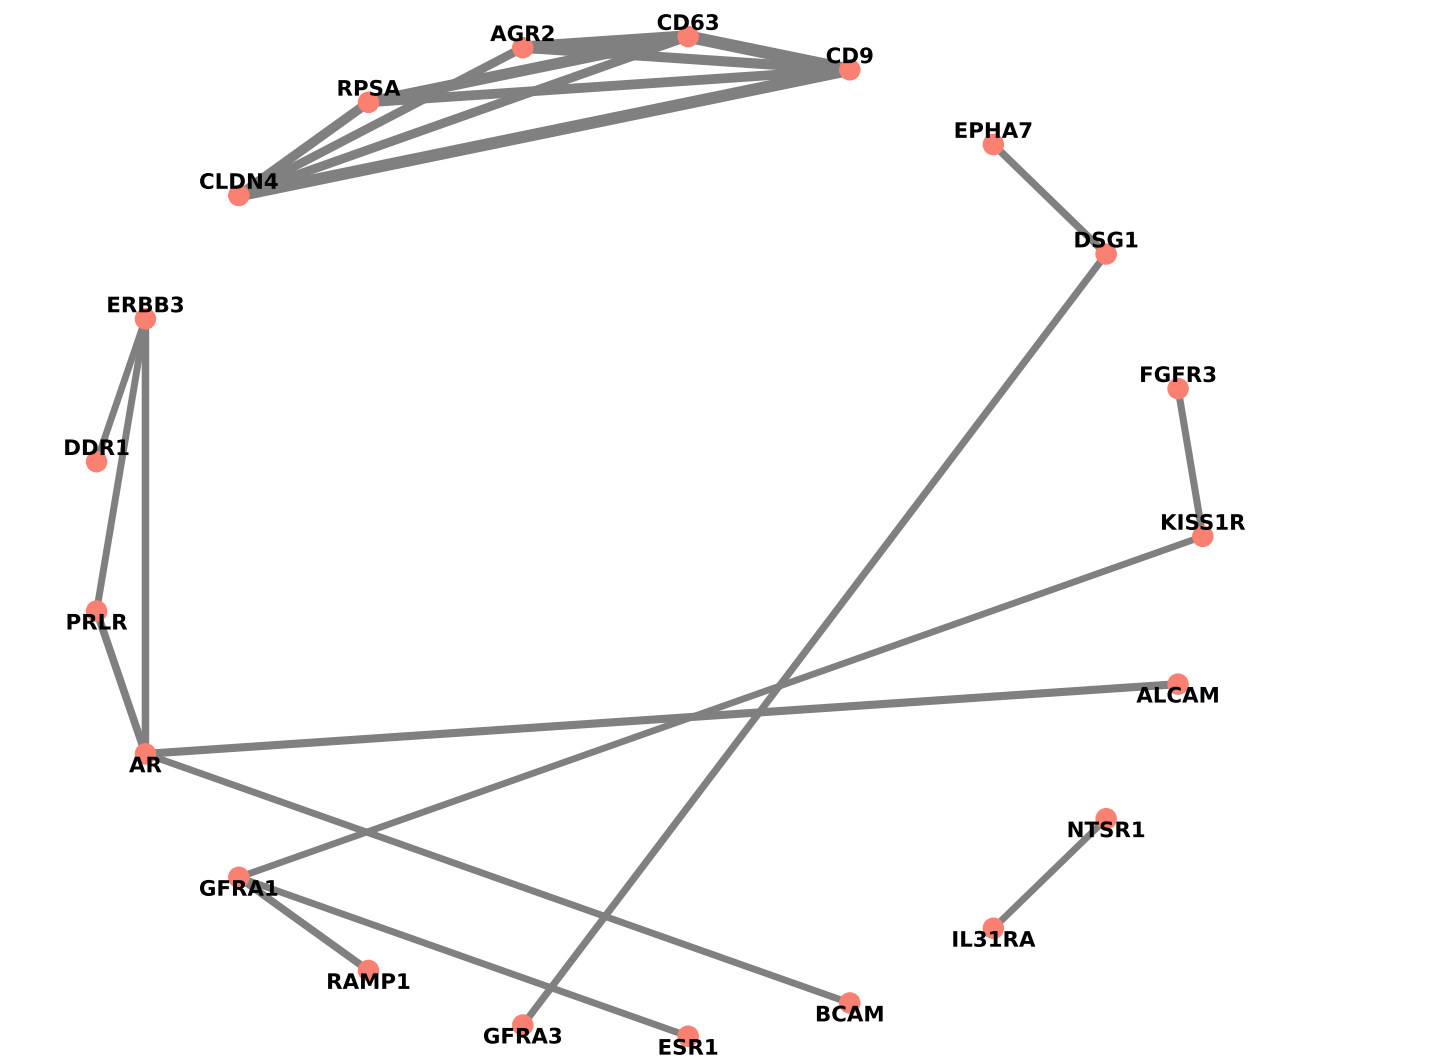 CD63
AGR2
CD9
RPSA
EPHA7
CLDN4
DSG1
ERBB3
FGFR3
DDR1
KISS1R
PRLR
ALCAM
AR
NTSR1
GFRA1
IL31RA
RAMP1
BCAM
GFRA3
ESR1